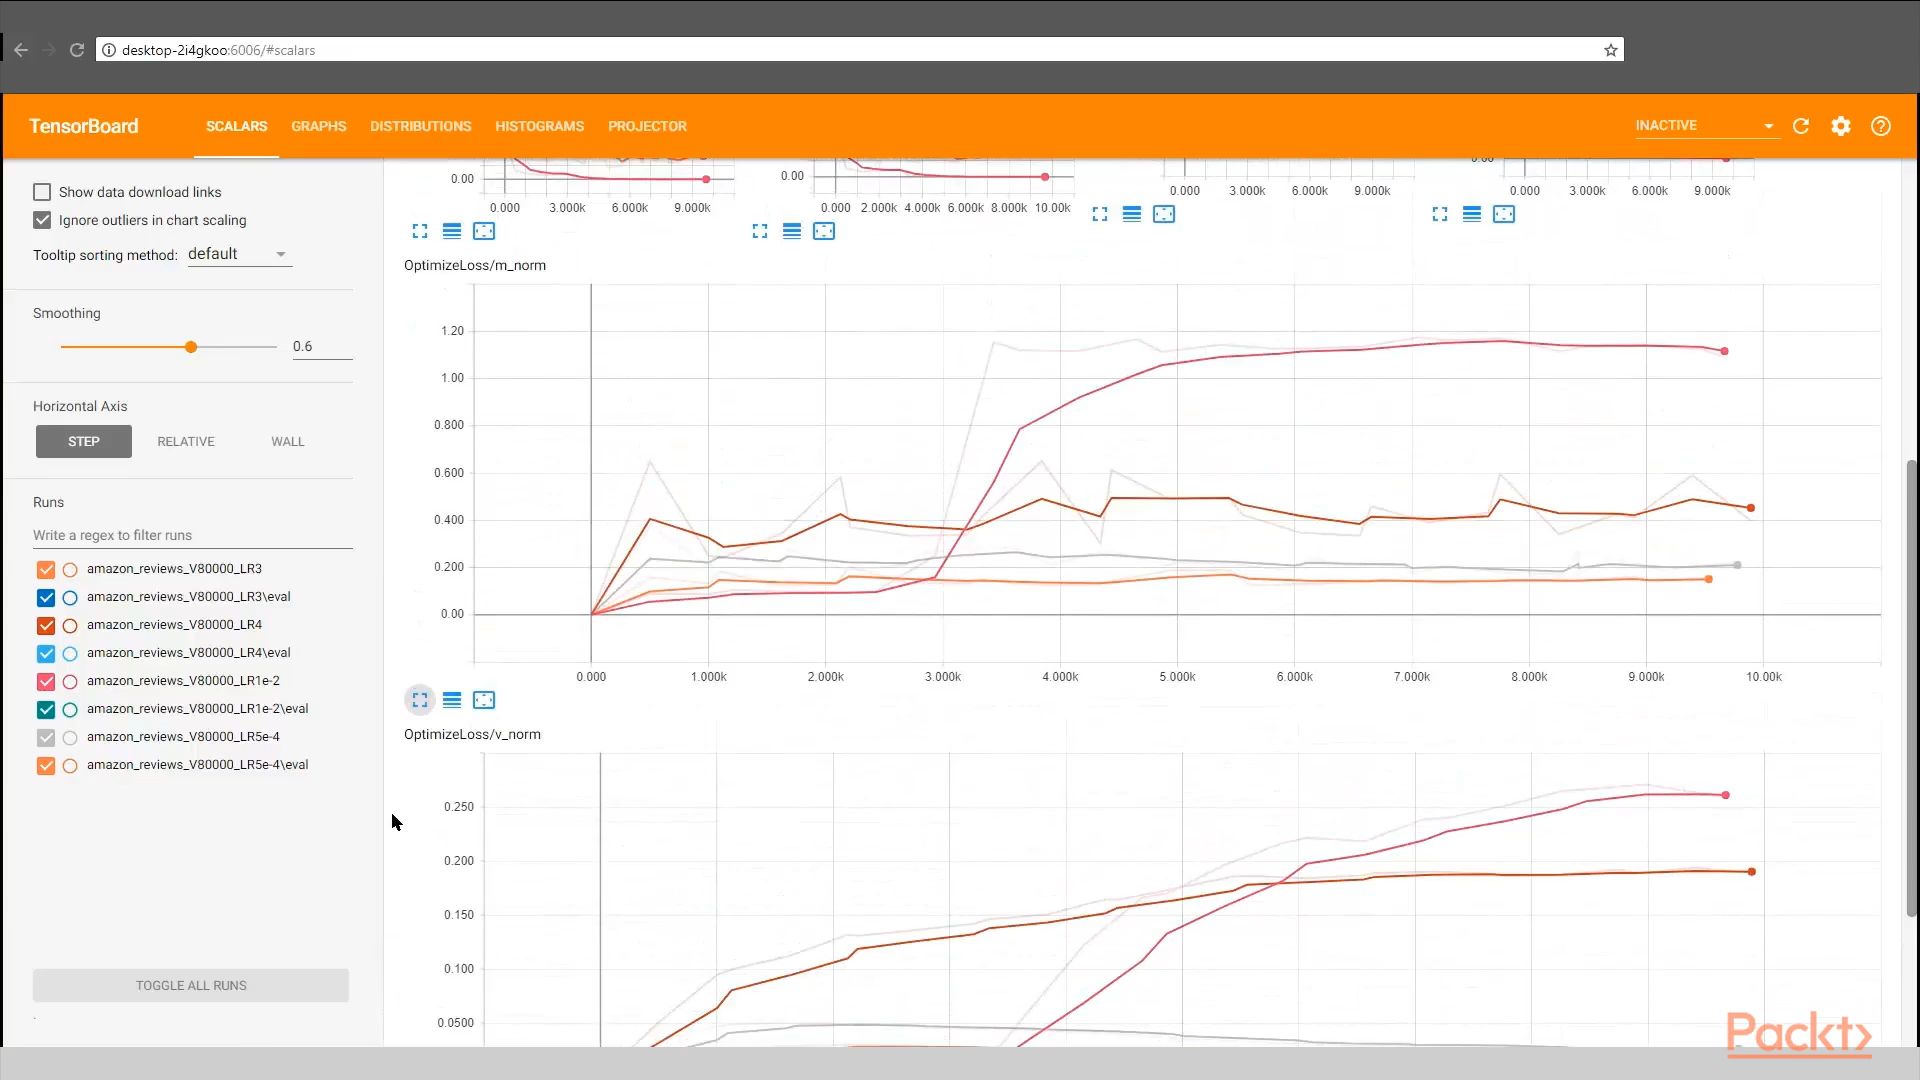 desktop-2i4gkoo:6006/#scalars
TensorBoard SCALARS GRAPHS DISTRIBUTIONS HISTOGRAMS PROJECTOR INACTIVE
Show data download links
Ignore outliers in chart scaling
Tooltip sorting method: default
Smoothing
0.6
Horizontal Axis
STEP RELATIVE WALL
Runs
Write a regex to filter runs
amazon_reviews_V80000_LR3
amazon_reviews_V80000_LR3\eval
amazon_reviews_V80000_LR4
amazon_reviews_V80000_LR4\eval
amazon_reviews_V80000_LR1e-2
amazon_reviews_V80000_LR1e-2\eval
amazon_reviews_V80000_LR5e-4
amazon_reviews_V80000_LR5e-4\eval
TOGGLE ALL RUNS
0.00
0.000 3.000k 6.000k 9.000k
0.00
0.000 2.000k 4.000k 6.000k 8.000k 10.00k
0.000 3.000k 6.000k 9.000k
0.000 3.000k 6.000k 9.000k
OptimizeLoss/m_norm
1.20
1.00
0.800
0.600
0.400
0.200
0.00
0.000 1.000k 2.000k 3.000k 4.000k 5.000k 6.000k 7.000k 8.000k 9.000k 10.00k
OptimizeLoss/v_norm
0.250
0.200
0.150
0.100
0.0500
Packt>